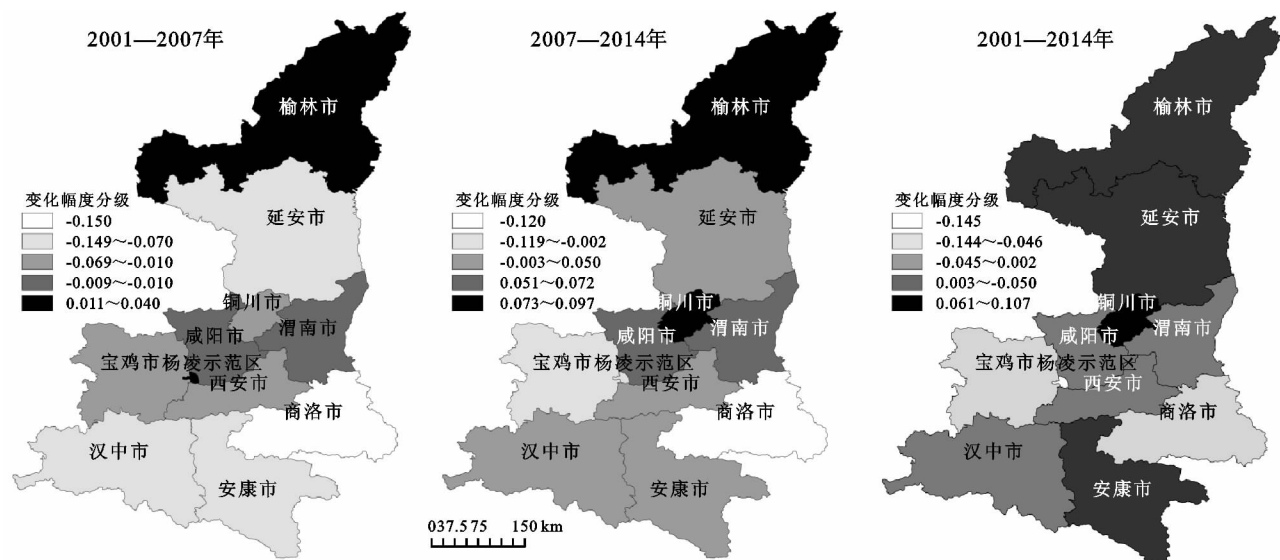 2001—2007年
榆林市
变化幅度分级
-0.150
-0.149～-0.070
-0.069～-0.010
-0.009～-0.010
0.011～0.040
延安市
铜川市
咸阳市
渭南市
宝鸡市杨凌示范区
西安市
商洛市
汉中市
安康市
2007—2014年
榆林市
变化幅度分级
-0.120
-0.119～-0.002
-0.003～0.050
0.051～0.072
0.073～0.097
延安市
铜川市
咸阳市
渭南市
宝鸡市杨凌示范区
西安市
商洛市
汉中市
安康市
037.575 150 km
2001—2014年
榆林市
变化幅度分级
-0.145
-0.144～-0.046
-0.045～0.002
0.003～-0.050
0.061～0.107
延安市
铜川市
咸阳市
渭南市
宝鸡市杨凌示范区
西安市
商洛市
汉中市
安康市